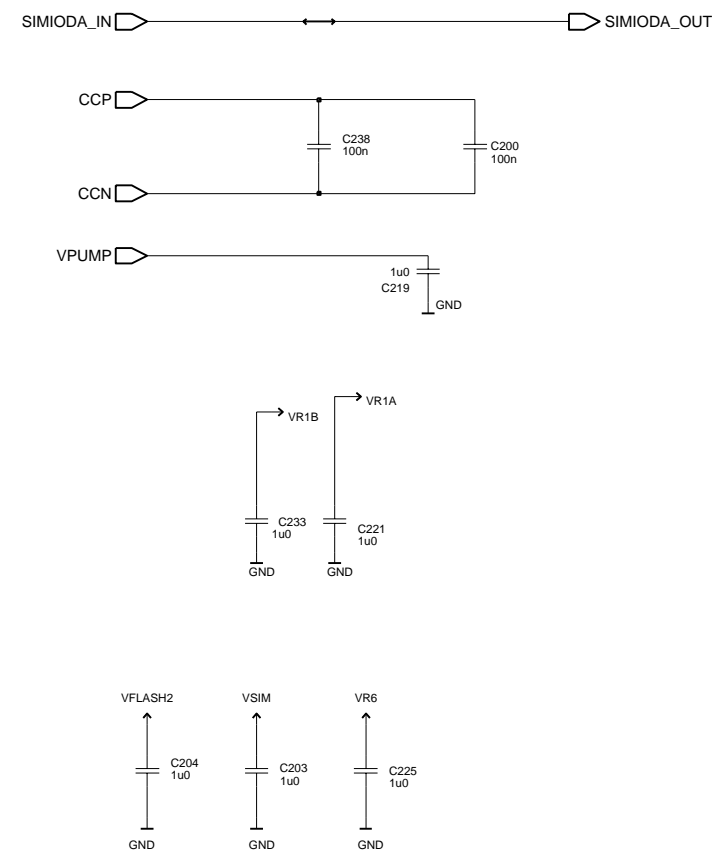 SIMIODA_IN
SIMIODA_OUT
CCP
C238
100n
C200
100n
CCN
VPUMP
1u0
C219
GND
VR1B
VR1A
C233
1u0
C221
1u0
GND
GND
VFLASH2
VSIM
VR6
C204
1u0
C203
1u0
C225
1u0
GND
GND
GND